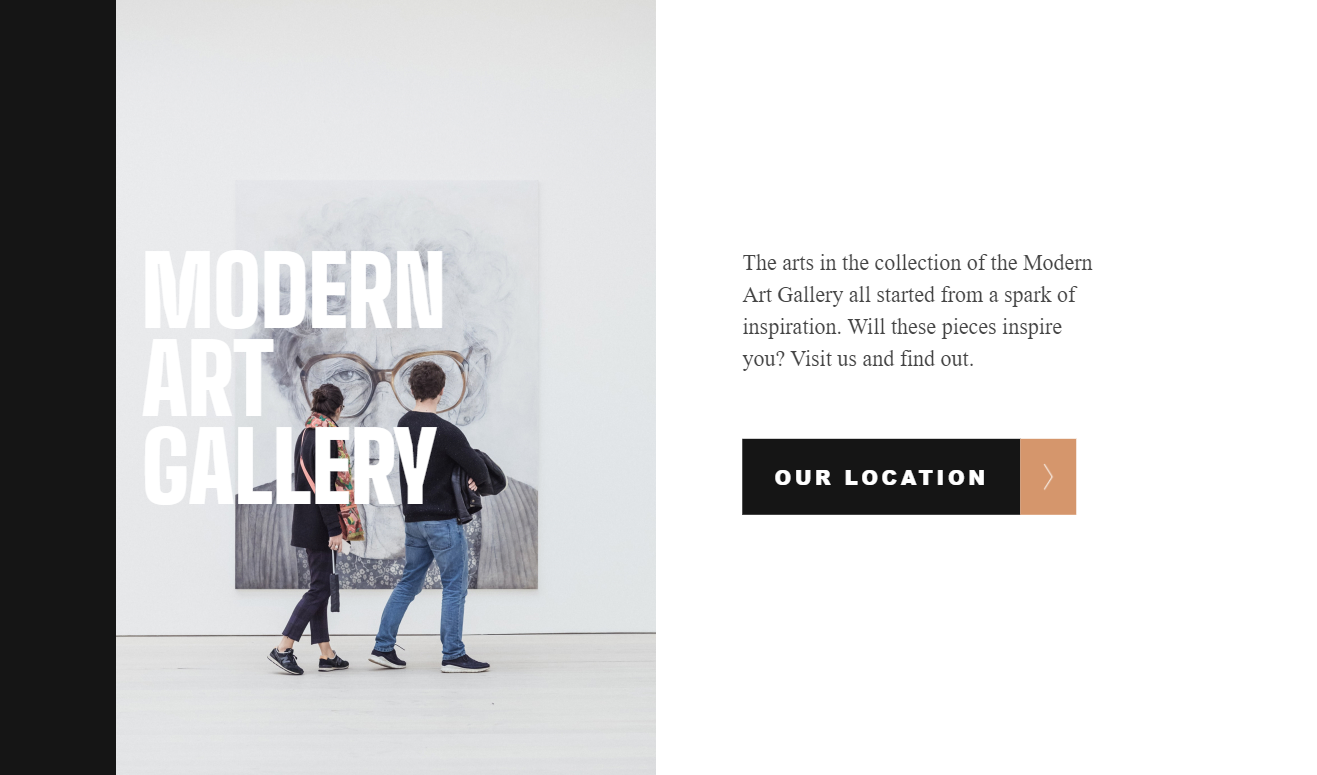 MODERN
ART
GALLERY
The arts in the collection of the Modern
Art Gallery all started from a spark of
inspiration. Will these pieces inspire
you? Visit us and find out.
OUR LOCATION